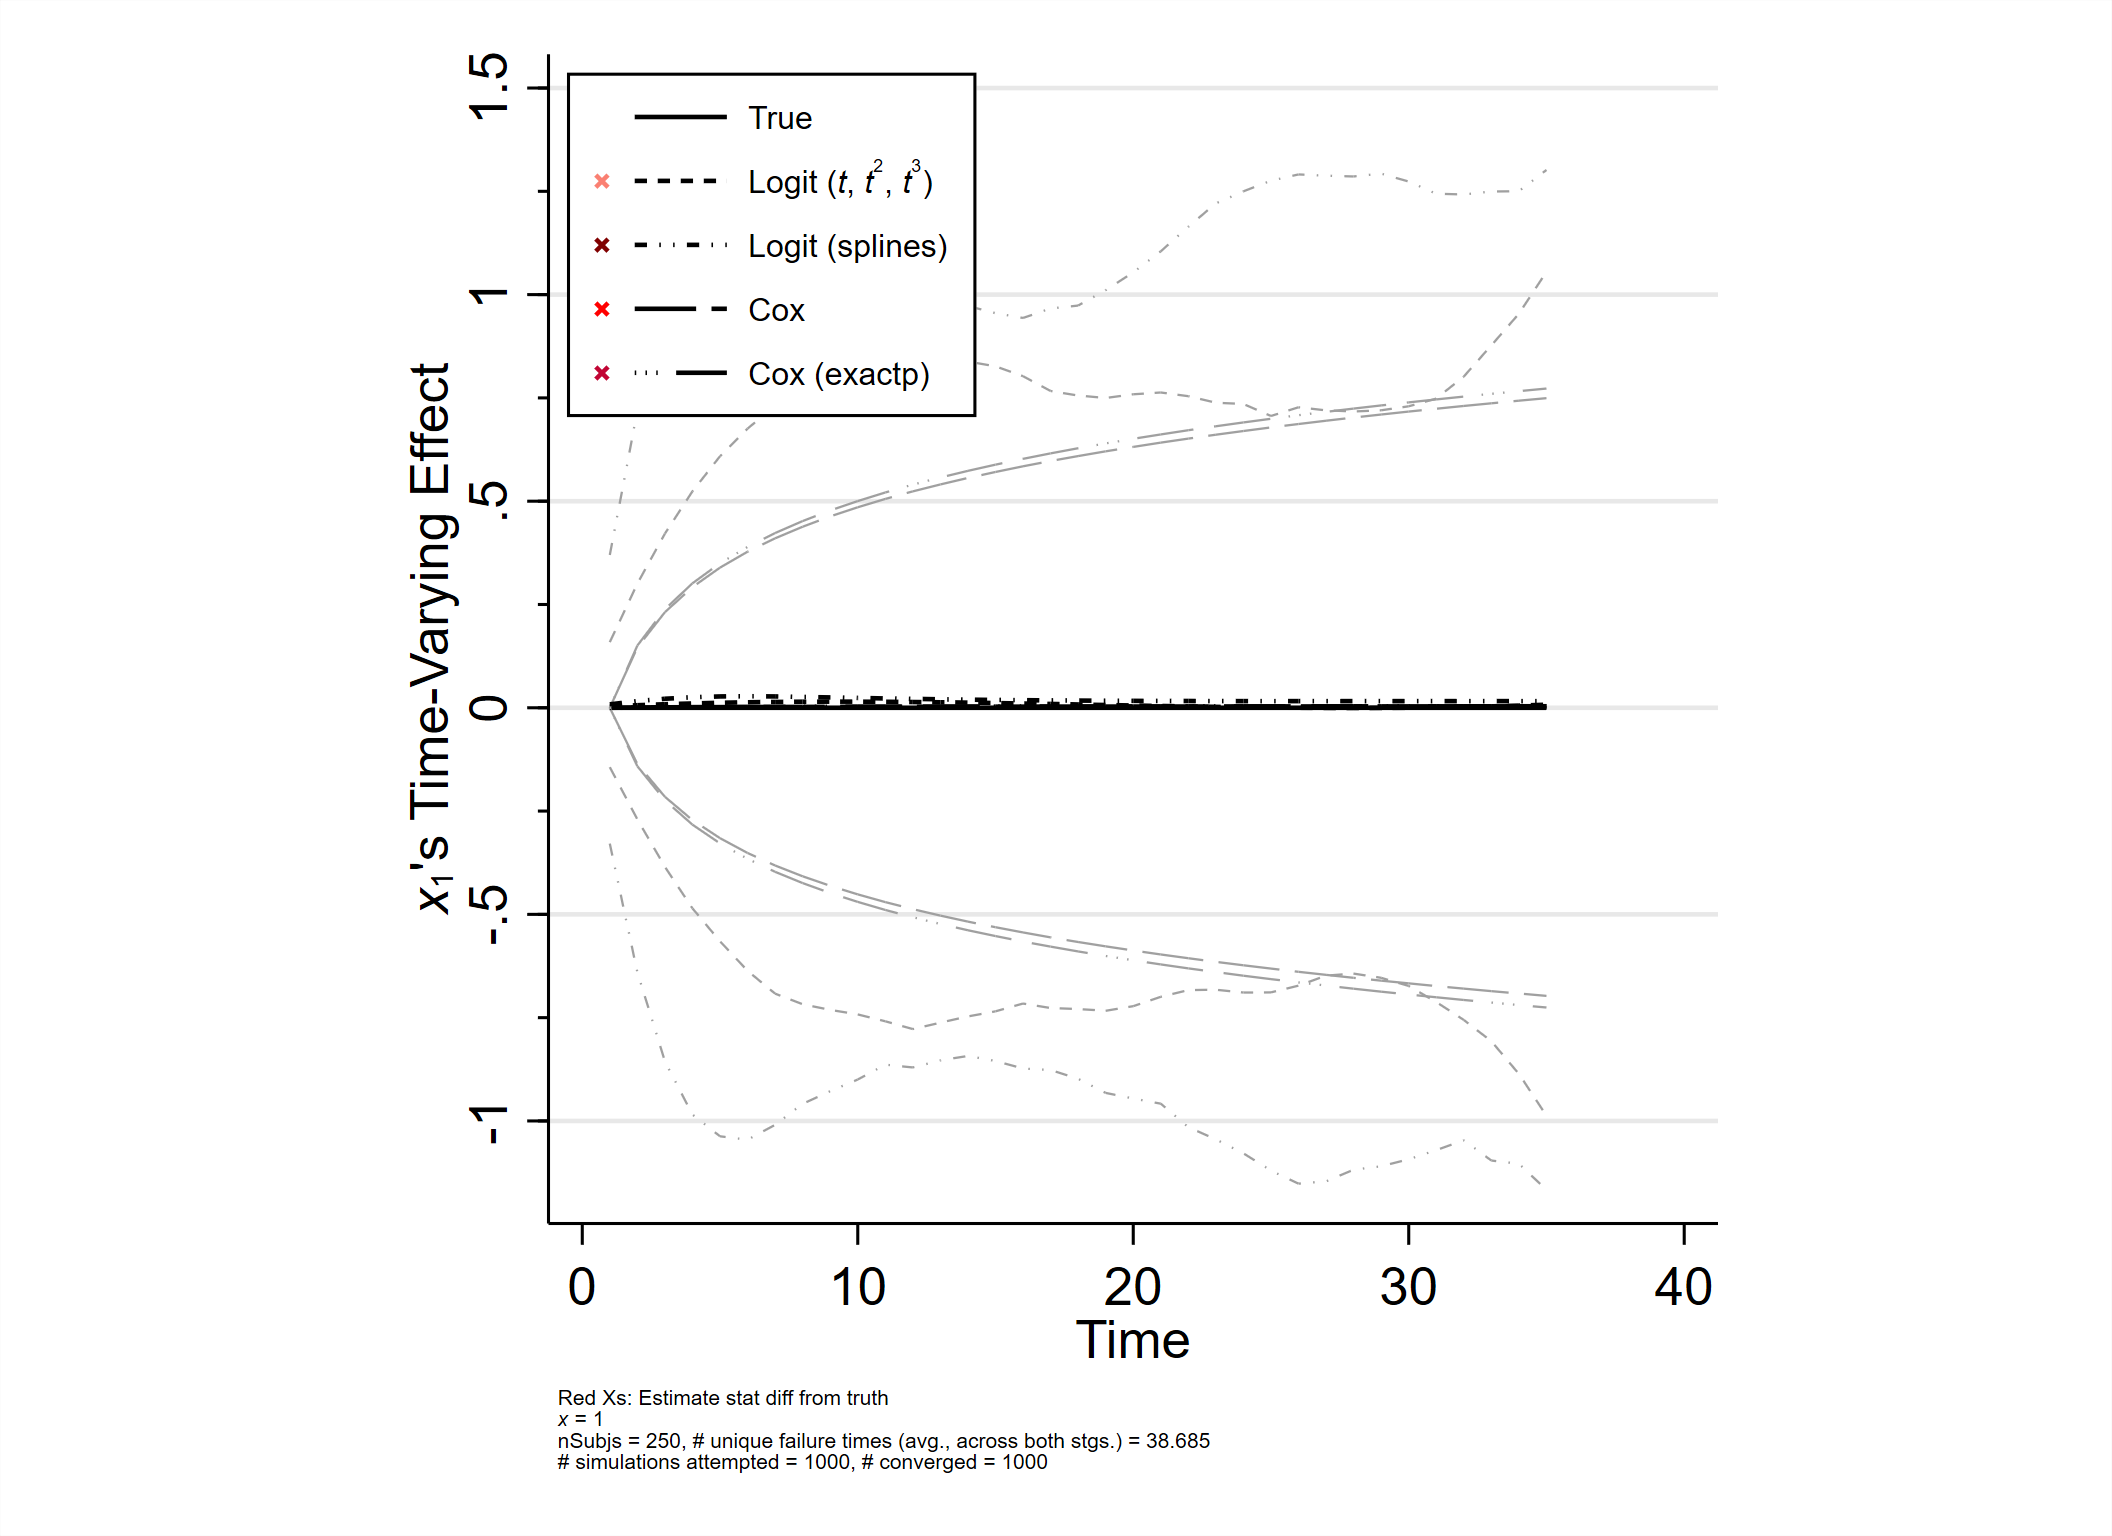 x₁'s Time-Varying Effect
1.5
1
.5
0
-.5
-1
True
Logit (t, t², t³)
Logit (splines)
Cox
Cox (exactp)
0 10 20 30 40
Time
Red Xs: Estimate stat diff from truth
x = 1
nSubjs = 250, # unique failure times (avg., across both stgs.) = 38.685
# simulations attempted = 1000, # converged = 1000